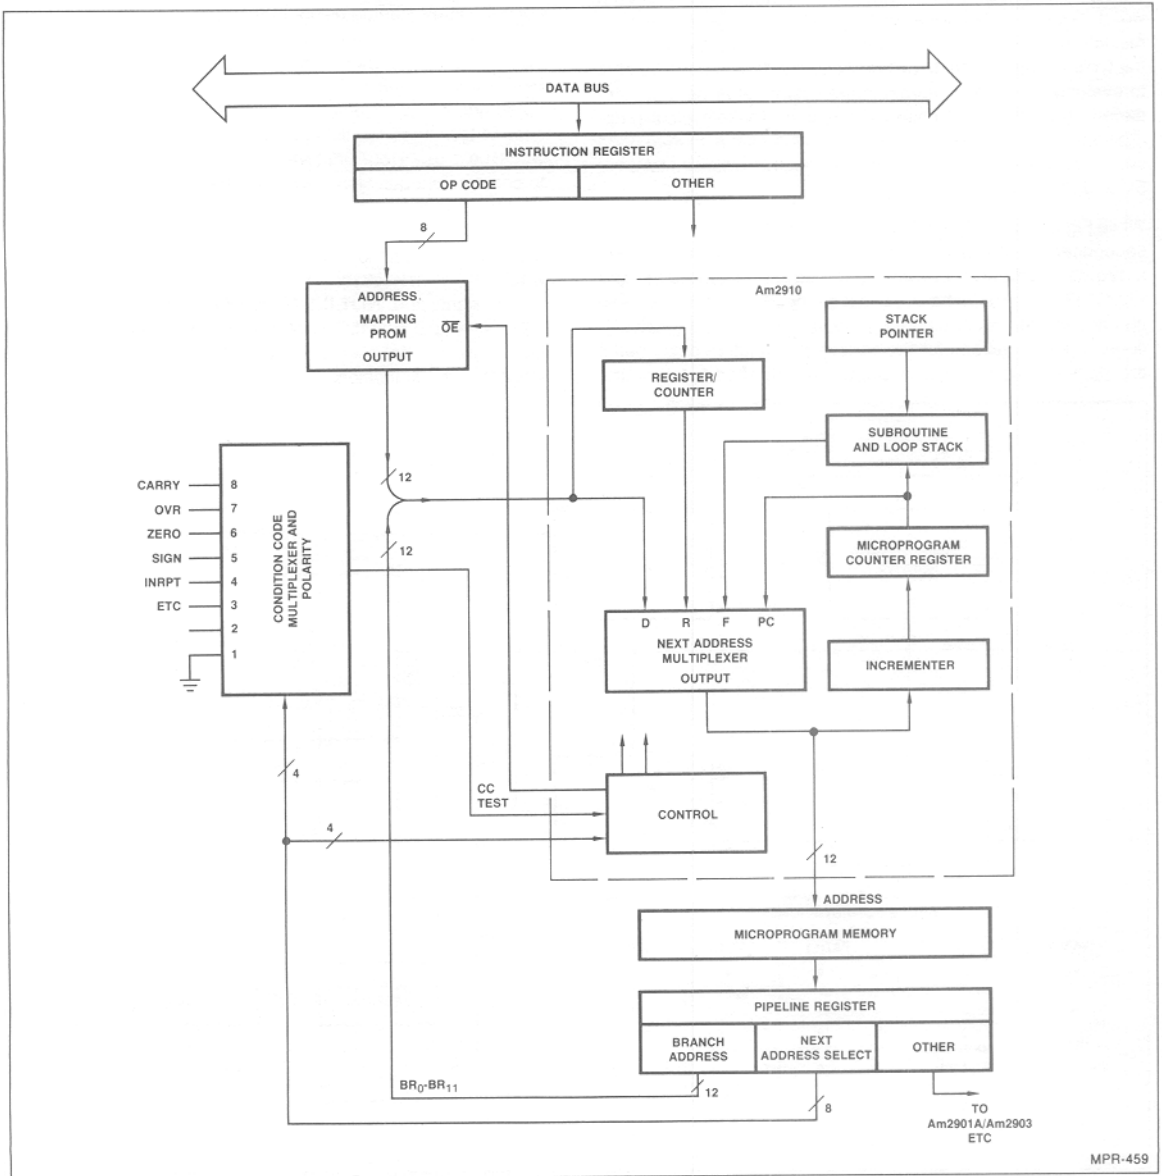 DATA BUS
INSTRUCTION REGISTER
OP CODE
OTHER
8
ADDRESS
MAPPING
PROM
OE
OUTPUT
Am2910
STACK
POINTER
REGISTER/
COUNTER
SUBROUTINE
AND LOOP STACK
12
CARRY 8
OVR 7
ZERO 6
SIGN 5
INRPT 4
ETC 3
2
1
CONDITION CODE
MULTIPLEXER AND
POLARITY
12
MICROPROGRAM
COUNTER REGISTER
D R F PC
NEXT ADDRESS
MULTIPLEXER
OUTPUT
INCREMENTER
4
CC
TEST
CONTROL
4
12
ADDRESS
MICROPROGRAM MEMORY
PIPELINE REGISTER
BRANCH
ADDRESS
NEXT
ADDRESS SELECT
OTHER
BR0-BR11
12
8
TO
Am2901A/Am2903
ETC
MPR-459